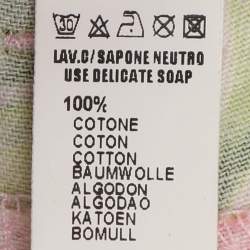 30
LAV.C/SAPONE NEUTRO
USE DELICATE SOAP
100%
COTONE
COTON
COTTON
BAUMWOLLE
ALGODON
ALGODAO
KATOEN
BOMULL